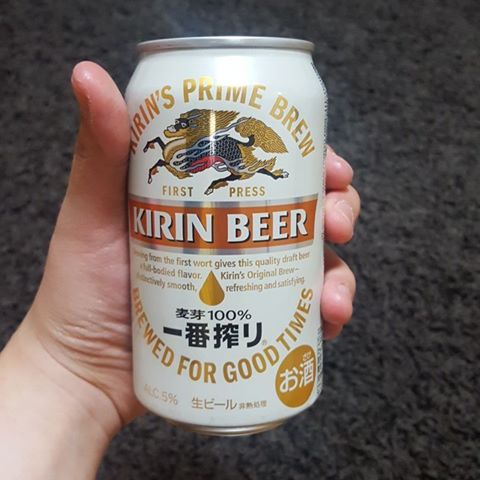 KIRIN'S PRIME BREW
FIRST PRESS
KIRIN BEER
from the first wort gives this quality draft beer
full-bodied flavor. Kirin's Original Brew–
smooth, refreshing and satisfying.
麦芽100%
一番搾り
BREWED FOR GOOD TIMES
さけ
お酒
ALC.5% 生ビール 非熱処理